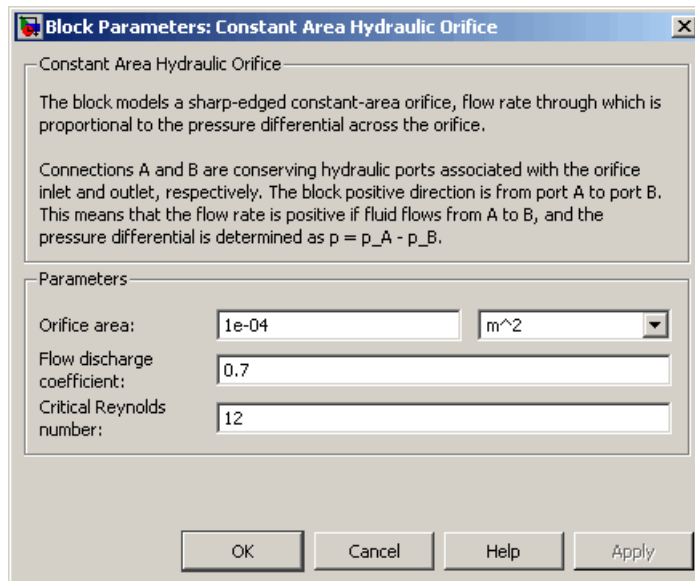 Block Parameters: Constant Area Hydraulic Orifice
Constant Area Hydraulic Orifice
The block models a sharp-edged constant-area orifice, flow rate through which is
proportional to the pressure differential across the orifice.
Connections A and B are conserving hydraulic ports associated with the orifice
inlet and outlet, respectively. The block positive direction is from port A to port B.
This means that the flow rate is positive if fluid flows from A to B, and the
pressure differential is determined as p = p_A - p_B.
Parameters
Orifice area: 1e-04 m^2
Flow discharge
coefficient: 0.7
Critical Reynolds
number: 12
OK Cancel Help Apply